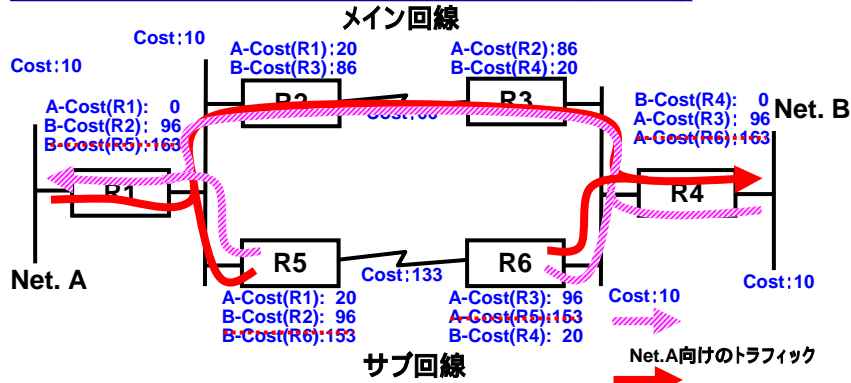 メイン回線
Cost:10
Cost:10
A-Cost(R1):20
B-Cost(R3):86
A-Cost(R2):86
B-Cost(R4):20
A-Cost(R1): 0
B-Cost(R2): 96
B-Cost(R5):163
R2
R3
B-Cost(R4): 0
A-Cost(R3): 96
A-Cost(R6):163
Net. B
R1
R4
R5
Cost:133
R6
Net. A
Cost:10
Cost:10
A-Cost(R1): 20
B-Cost(R2): 96
B-Cost(R6):153
A-Cost(R3): 96
A-Cost(R5):153
B-Cost(R4): 20
サブ回線
Net.A向けのトラフィック